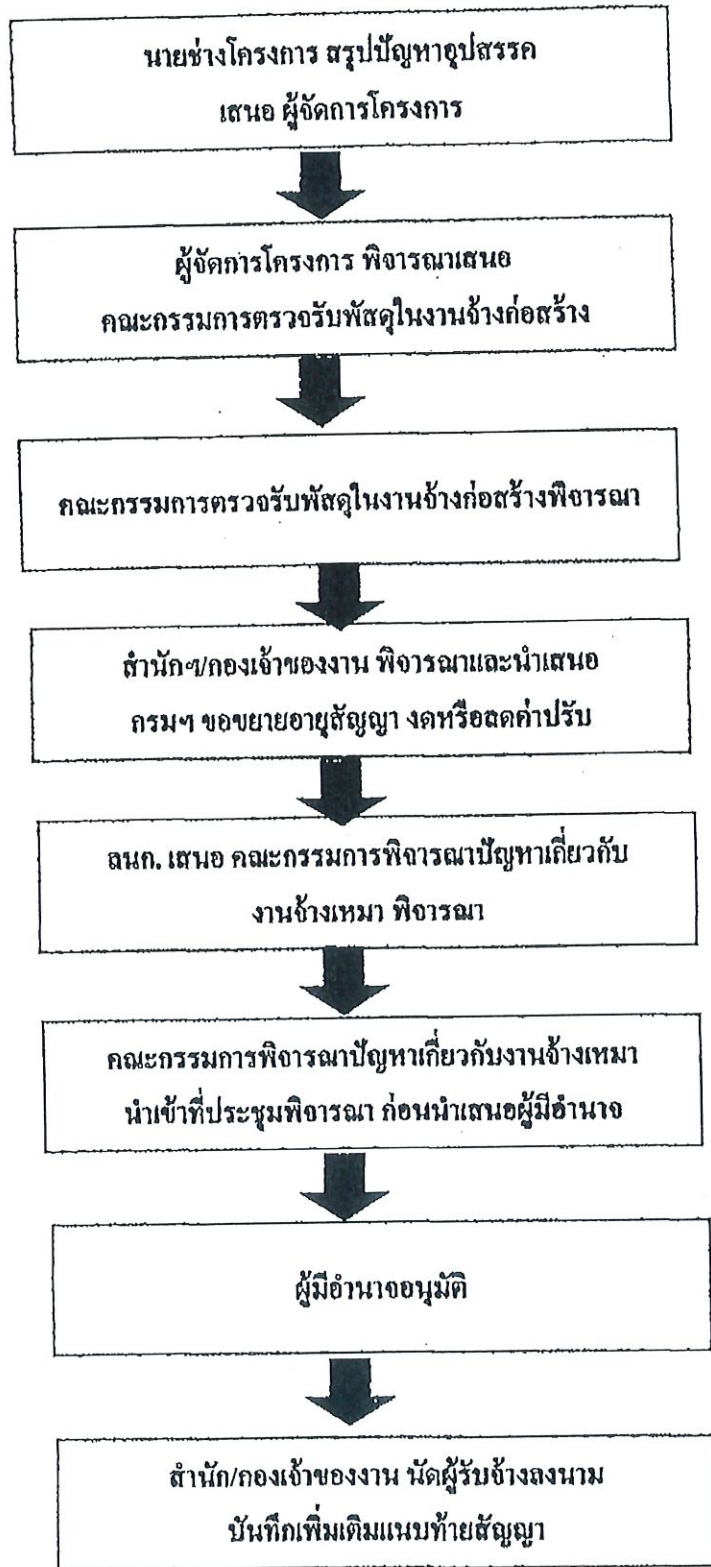 นายช่างโครงการ สรุปปัญหาอุปสรรค
เสนอ ผู้จัดการโครงการ
ผู้จัดการโครงการ พิจารณาเสนอ
คณะกรรมการตรวจรับพัสดุในงานจ้างก่อสร้าง
คณะกรรมการตรวจรับพัสดุในงานจ้างก่อสร้างพิจารณา
สำนักฯ/กองเจ้าของงาน พิจารณาและนำเสนอ
กรมฯ ขอขยายอายุสัญญา งดหรือลดค่าปรับ
ลนก. เสนอ คณะกรรมการพิจารณาปัญหาเกี่ยวกับ
งานจ้างเหมา พิจารณา
คณะกรรมการพิจารณาปัญหาเกี่ยวกับงานจ้างเหมา
นำเข้าที่ประชุมพิจารณา ก่อนนำเสนอผู้มีอำนาจ
ผู้มีอำนาจอนุมัติ
สำนัก/กองเจ้าของงาน นัดผู้รับจ้างลงนาม
บันทึกเพิ่มเติมแนบท้ายสัญญา